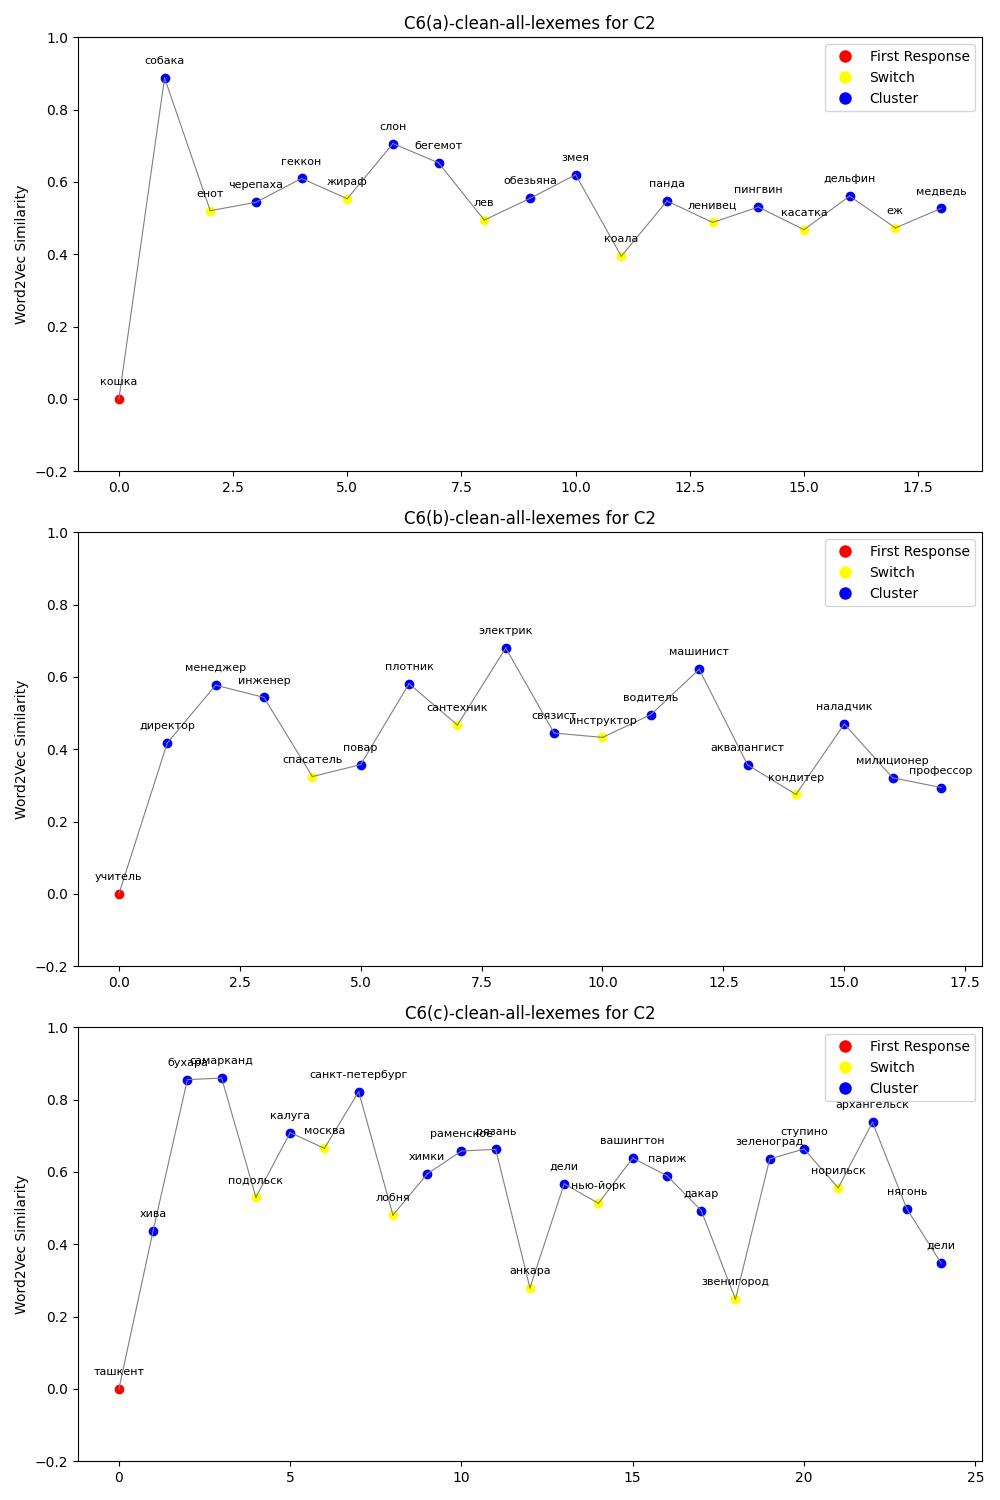 C6(a)-clean-all-lexemes for C2
1.0
0.8
0.6
0.4
0.2
0.0
−0.2
Word2Vec Similarity
First Response
Switch
Cluster
кошка
собака
енот
черепаха
геккон
жираф
слон
бегемот
лев
обезьяна
змея
коала
панда
ленивец
пингвин
касатка
дельфин
еж
медведь
0.0 2.5 5.0 7.5 10.0 12.5 15.0 17.5
C6(b)-clean-all-lexemes for C2
1.0
0.8
0.6
0.4
0.2
0.0
−0.2
Word2Vec Similarity
First Response
Switch
Cluster
учитель
директор
менеджер
инженер
спасатель
повар
плотник
сантехник
электрик
связист
инструктор
водитель
машинист
аквалангист
кондитер
наладчик
милиционер
профессор
0.0 2.5 5.0 7.5 10.0 12.5 15.0 17.5
C6(c)-clean-all-lexemes for C2
1.0
0.8
0.6
0.4
0.2
0.0
−0.2
Word2Vec Similarity
First Response
Switch
Cluster
ташкент
хива
бухара
самарканд
подольск
калуга
москва
санкт-петербург
лобня
химки
раменское
рязань
анкара
дели
нью-йорк
вашингтон
париж
дакар
звенигород
зеленоград
ступино
норильск
архангельск
нягонь
дели
0 5 10 15 20 25